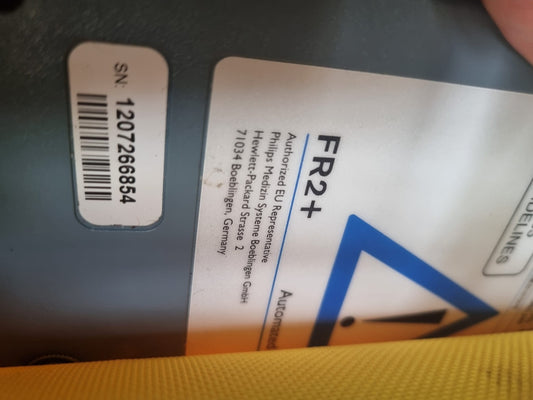 SN: 1207266854
FR2+
Authorized EU Representative
Philips Medizin Systeme Boeblingen GmbH
Hewlett-Packard Strasse 2
71034 Boeblingen, Germany
Automated
DELINES